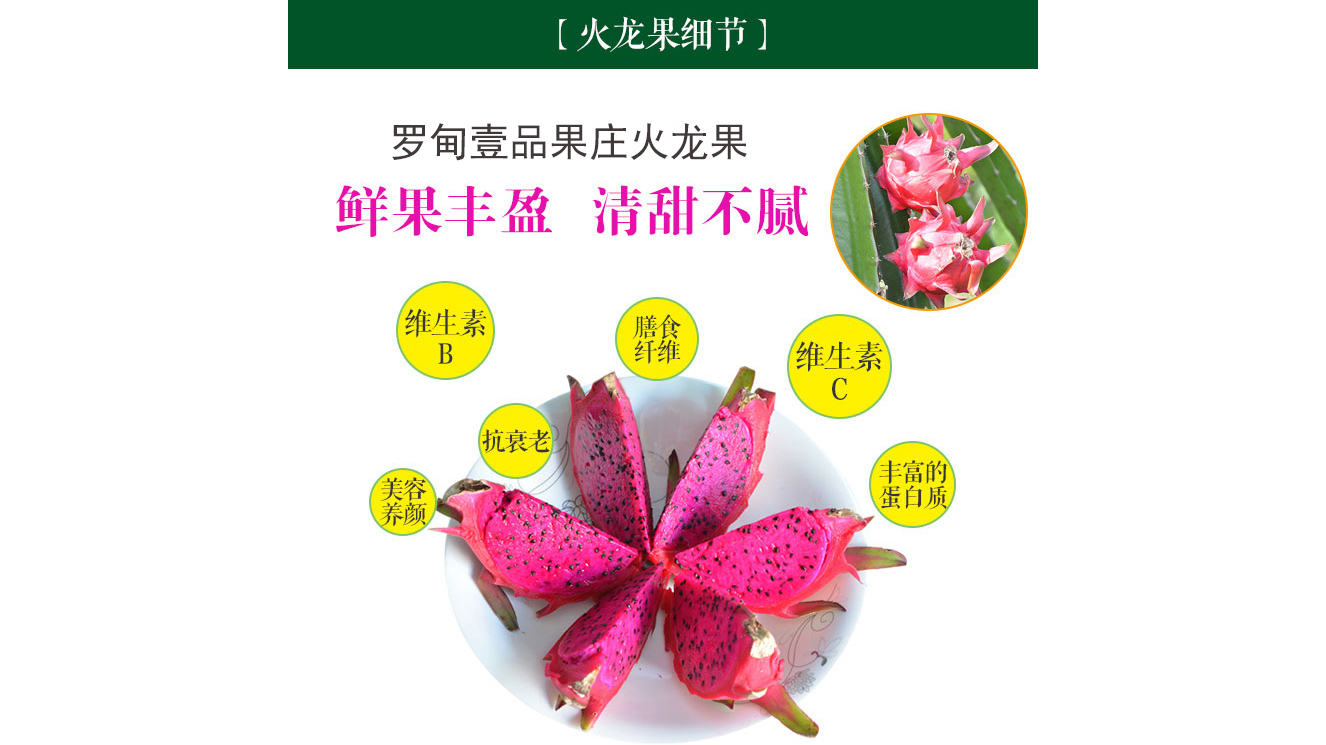 【火龙果细节】
罗甸壹品果庄火龙果
鲜果丰盈 清甜不腻
维生素
B
膳食
纤维
维生素
C
抗衰老
美容
养颜
丰富的
蛋白质